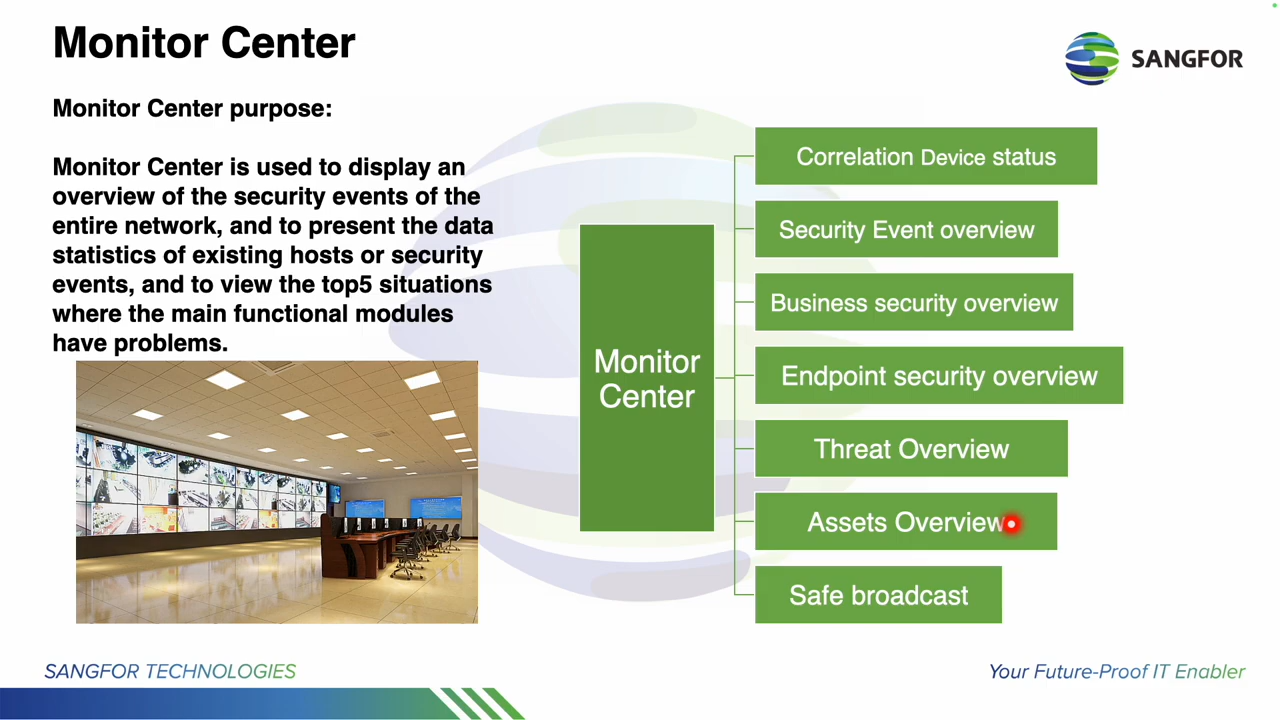 Monitor Center
SANGFOR
Monitor Center purpose:
Monitor Center is used to display an
overview of the security events of the
entire network, and to present the data
statistics of existing hosts or security
events, and to view the top5 situations
where the main functional modules
have problems.
Monitor
Center
Correlation Device status
Security Event overview
Business security overview
Endpoint security overview
Threat Overview
Assets Overview
Safe broadcast
SANGFOR TECHNOLOGIES
Your Future-Proof IT Enabler